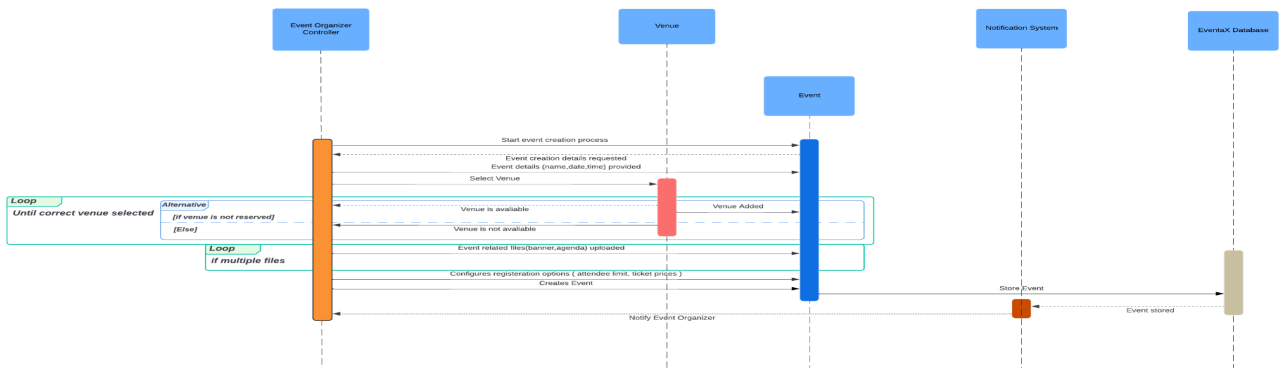 Event Organizer
Controller
Venue
Notification System
EventaX Database
Event
Start event creation process
Event creation details requested
Event details (name,date,time) provided
Select Venue
Loop
Until correct venue selected
Alternative
[if venue is not reserved]
Venue is avaliable
Venue Added
[Else]
Venue is not avaliable
Loop
if multiple files
Event related files(banner,agenda) uploaded
Configures registeration options ( attendee limit, ticket prices )
Creates Event
Store Event
Event stored
Notify Event Organizer